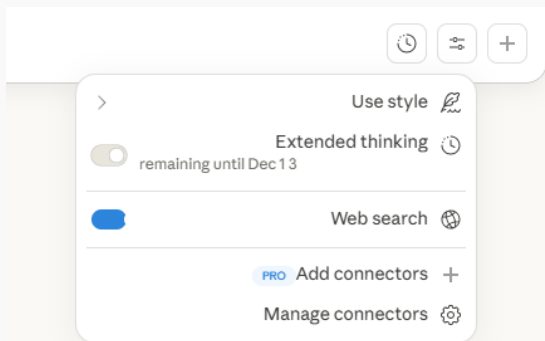 Use style
Extended thinking
remaining until Dec 13
Web search
PRO Add connectors
Manage connectors